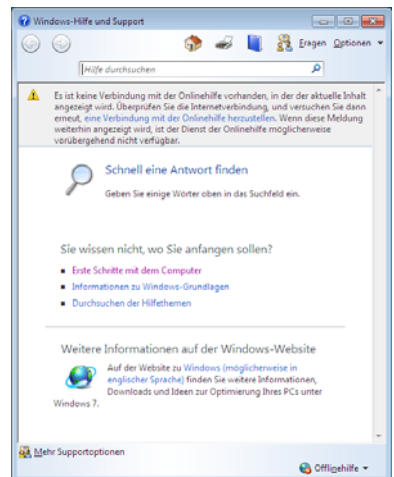 Windows-Hilfe und Support
Fragen Optionen
Hilfe durchsuchen
Es ist keine Verbindung mit der Onlinehilfe vorhanden, in der der aktuelle Inhalt
angezeigt wird. Überprüfen Sie die Internetverbindung, und versuchen Sie dann
erneut, eine Verbindung mit der Onlinehilfe herzustellen. Wenn diese Meldung
weiterhin angezeigt wird, ist der Dienst der Onlinehilfe möglicherweise
vorübergehend nicht verfügbar.
Schnell eine Antwort finden
Geben Sie einige Wörter oben in das Suchfeld ein.
Sie wissen nicht, wo Sie anfangen sollen?
Erste Schritte mit dem Computer
Informationen zu Windows-Grundlagen
Durchsuchen der Hilfethemen
Weitere Informationen auf der Windows-Website
Auf der Website zu Windows (möglicherweise in
englischer Sprache) finden Sie weitere Informationen,
Downloads und Ideen zur Optimierung Ihres PCs unter
Windows 7.
Mehr Supportoptionen
Offlinehilfe